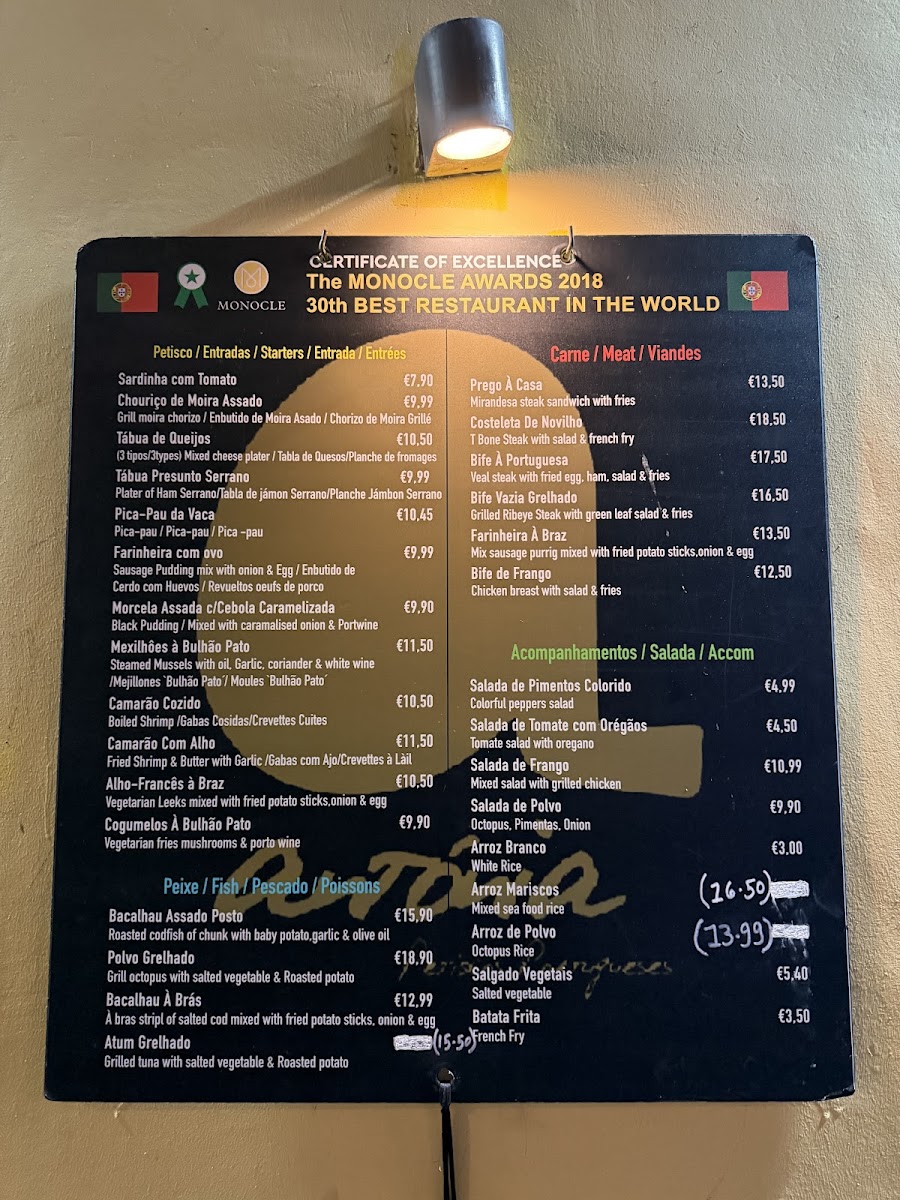 CERTIFICATE OF EXCELLENCE
The MONOCLE AWARDS 2018
MONOCLE
30th BEST RESTAURANT IN THE WORLD
Petisco / Entradas / Starters / Entrada / Entrées
Sardinha com Tomato €7,90
Chouriço de Moira Assado €9,99
Grill moira chorizo / Enbutido de Moira Asado / Chorizo de Moira Grillé
Tábua de Queijos €10,50
(3 tipos/3types) Mixed cheese plater / Tabla de Quesos/Planche de fromages
Tábua Presunto Serrano €9,99
Plater of Ham Serrano/Tabla de jámon Serrano/Planche Jámbon Serrano
Pica-Pau da Vaca €10,45
Pica-pau / Pica-pau / Pica -pau
Farinheira com ovo €9,99
Sausage Pudding mix with onion & Egg / Enbutido de
Cerdo com Huevos / Revueltos oeufs de porco
Morcela Assada c/Cebola Caramelizada €9,90
Black Pudding / Mixed with caramalised onion & Portwine
Mexilhões à Bulhão Pato €11,50
Steamed Mussels with oil, Garlic, coriander & white wine
/Mejillones `Bulhão Pato´/ Moules `Bulhão Pato´
Camarão Cozido €10,50
Boiled Shrimp /Gabas Cosidas/Crevettes Cuites
Camarão Com Alho €11,50
Fried Shrimp & Butter with Garlic /Gabas com Ajo/Crevettes à Làil
Alho-Francês à Braz €10,50
Vegetarian Leeks mixed with fried potato sticks,onion & egg
Cogumelos À Bulhão Pato €9,90
Vegetarian fries mushrooms & porto wine
Peixe / Fish / Pescado / Poissons
Bacalhau Assado Posto €15,90
Roasted codfish of chunk with baby potato,garlic & olive oil
Polvo Grelhado €18,90
Grill octopus with salted vegetable & Roasted potato
Bacalhau À Brás €12,99
À bras stripl of salted cod mixed with fried potato sticks, onion & egg
Atum Grelhado (15.50)
Grilled tuna with salted vegetable & Roasted potato
Carne / Meat / Viandes
Prego À Casa €13,50
Mirandesa steak sandwich with fries
Costeleta De Novilho €18,50
T Bone Steak with salad & french fry
Bife À Portuguesa €17,50
Veal steak with fried egg, ham, salad & fries
Bife Vazia Grelhado €16,50
Grilled Ribeye Steak with green leaf salad & fries
Farinheira À Braz €13.50
Mix sausage purrig mixed with fried potato sticks,onion & egg
Bife de Frango €12,50
Chicken breast with salad & fries
Acompanhamentos / Salada / Accom
Salada de Pimentos Colorido €4,99
Colorful peppers salad
Salada de Tomate com Orégãos €4,50
Tomate salad with oregano
Salada de Frango €10,99
Mixed salad with grilled chicken
Salada de Polvo €9,90
Octopus, Pimentas, Onion
Arroz Branco €3,00
White Rice
Arroz Mariscos (16.50)
Mixed sea food rice
Arroz de Polvo (13.99)
Octopus Rice
Salgado Vegetais €5,40
Salted vegetable
Batata Frita €3,50
French Fry